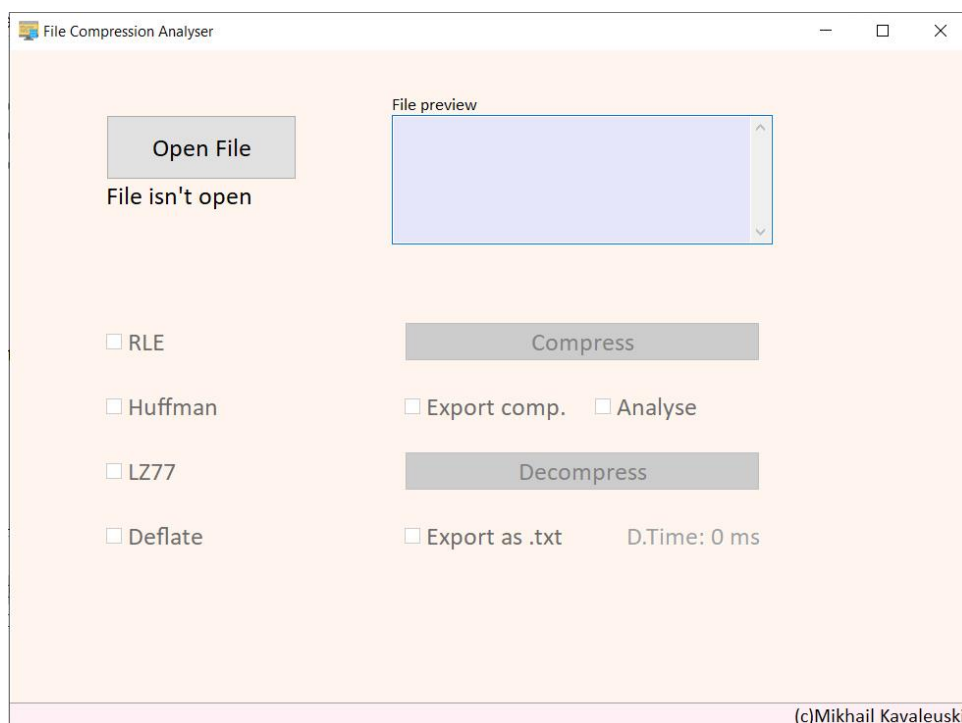 File Compression Analyser
File preview
Open File
File isn't open
RLE
Compress
Huffman
Export comp.
Analyse
LZ77
Decompress
Deflate
Export as .txt
D.Time: 0 ms
(c)Mikhail Kavaleuski